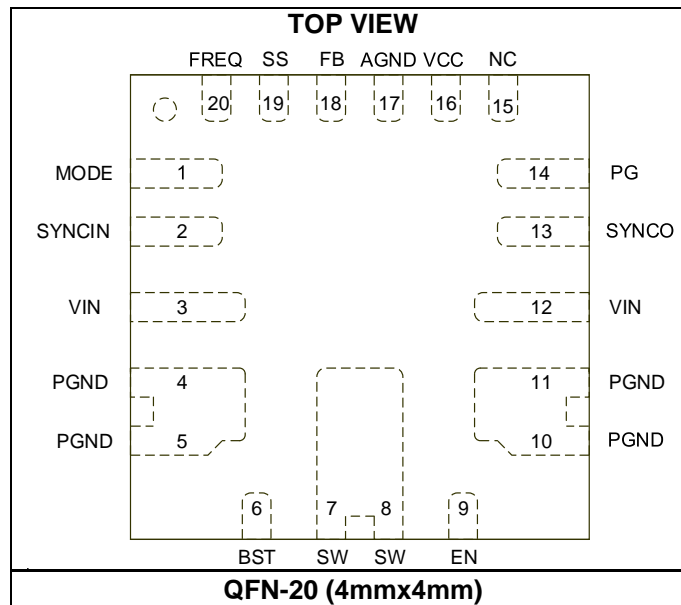 TOP VIEW
FREQ SS FB AGND VCC NC
20 19 18 17 16 15
MODE 1 14 PG
SYNCIN 2 13 SYNCO
VIN 3 12 VIN
PGND 4 11 PGND
PGND 5 10 PGND
6 7 8 9
BST SW SW EN
QFN-20 (4mmx4mm)